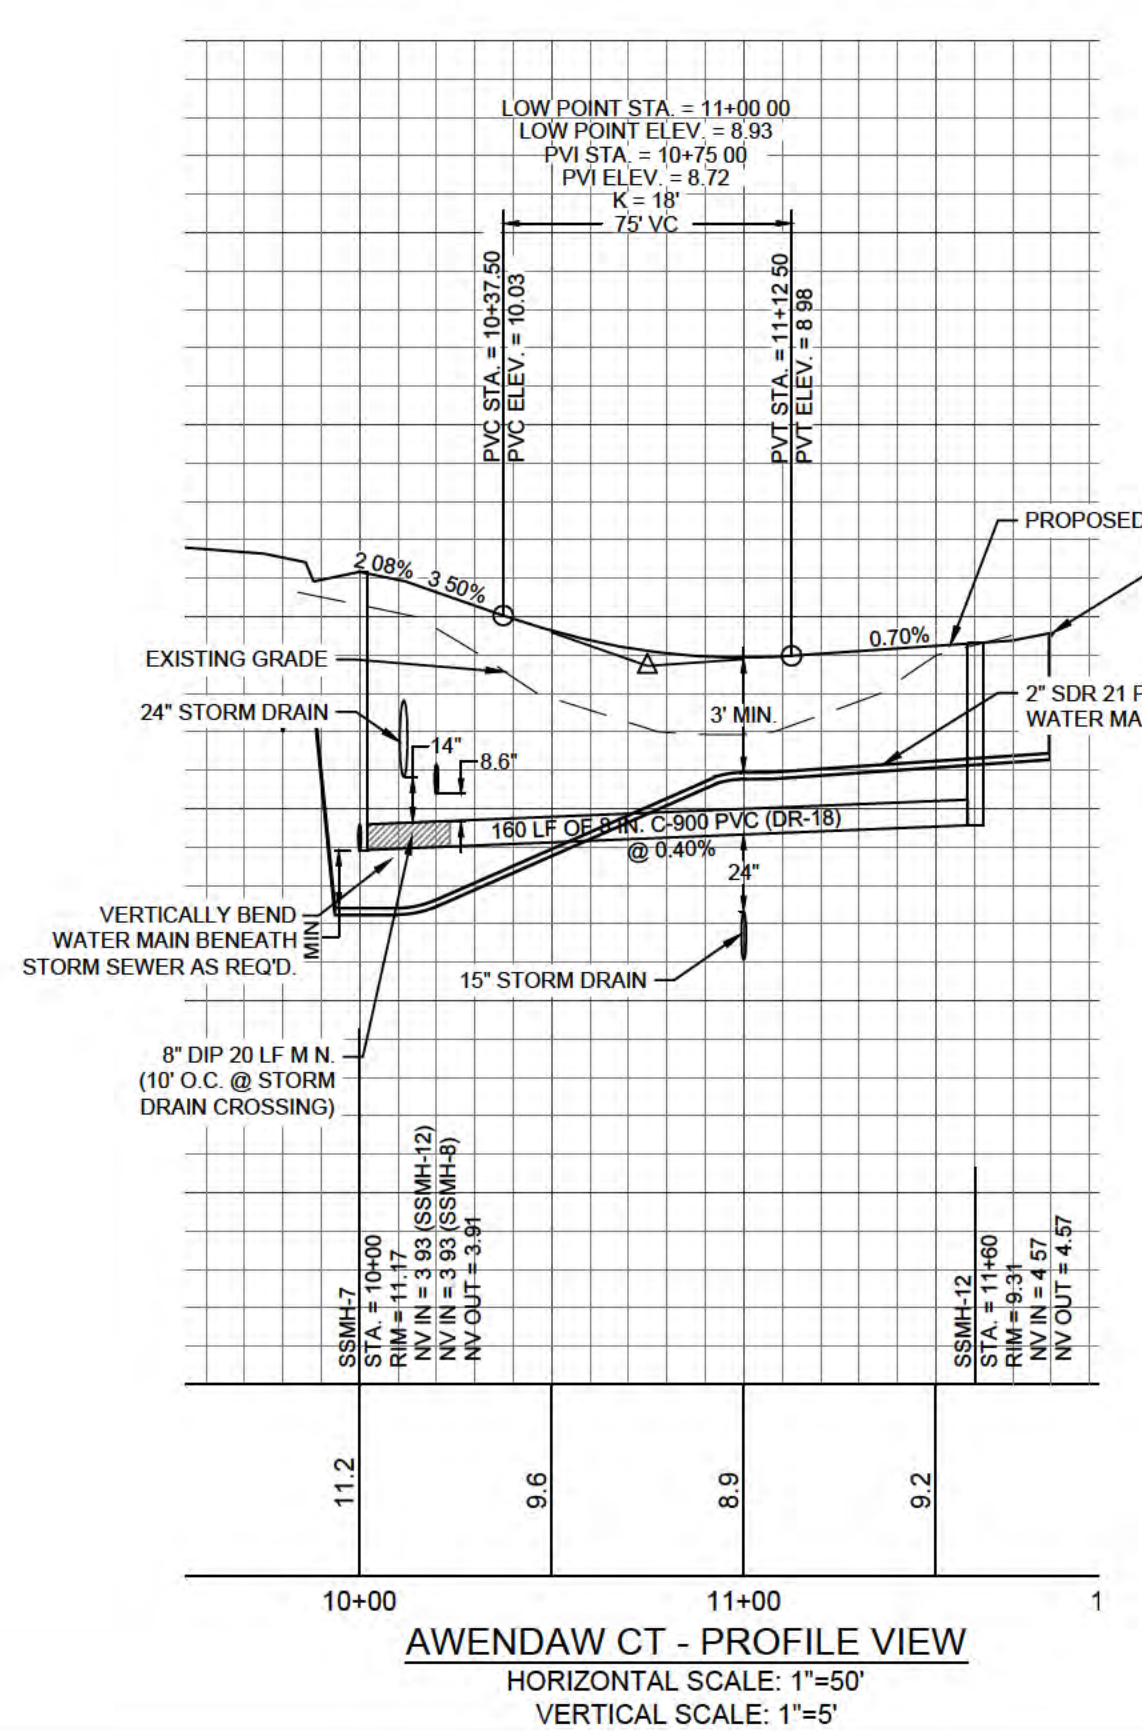 LOW POINT STA. = 11+00 00
LOW POINT ELEV. = 8.93
PVI STA. = 10+75 00
PVI ELEV. = 8.72
K = 18'
75' VC
PVC STA. = 10+37.50
PVC ELEV. = 10.03
PVT STA. = 11+12 50
PVT ELEV. = 8 98
PROPOSED
2 08%
3 50%
0.70%
EXISTING GRADE
24" STORM DRAIN
14"
8.6"
3' MIN.
2" SDR 21 P
WATER MA
160 LF OF 8 IN. C-900 PVC (DR-18)
@ 0.40%
24"
VERTICALLY BEND
WATER MAIN BENEATH
STORM SEWER AS REQ'D.
MIN
15" STORM DRAIN
8" DIP 20 LF M N.
(10' O.C. @ STORM
DRAIN CROSSING)
SSMH-7
STA. = 10+00
RIM = 11.17
NV IN = 3 93 (SSMH-12)
NV IN = 3 93 (SSMH-8)
NV OUT = 3.91
SSMH-12
STA. = 11+60
RIM = 9.31
NV IN = 4 57
NV OUT = 4.57
11.2
9.6
8.9
9.2
10+00
11+00
1
AWENDAW CT - PROFILE VIEW
HORIZONTAL SCALE: 1"=50'
VERTICAL SCALE: 1"=5'